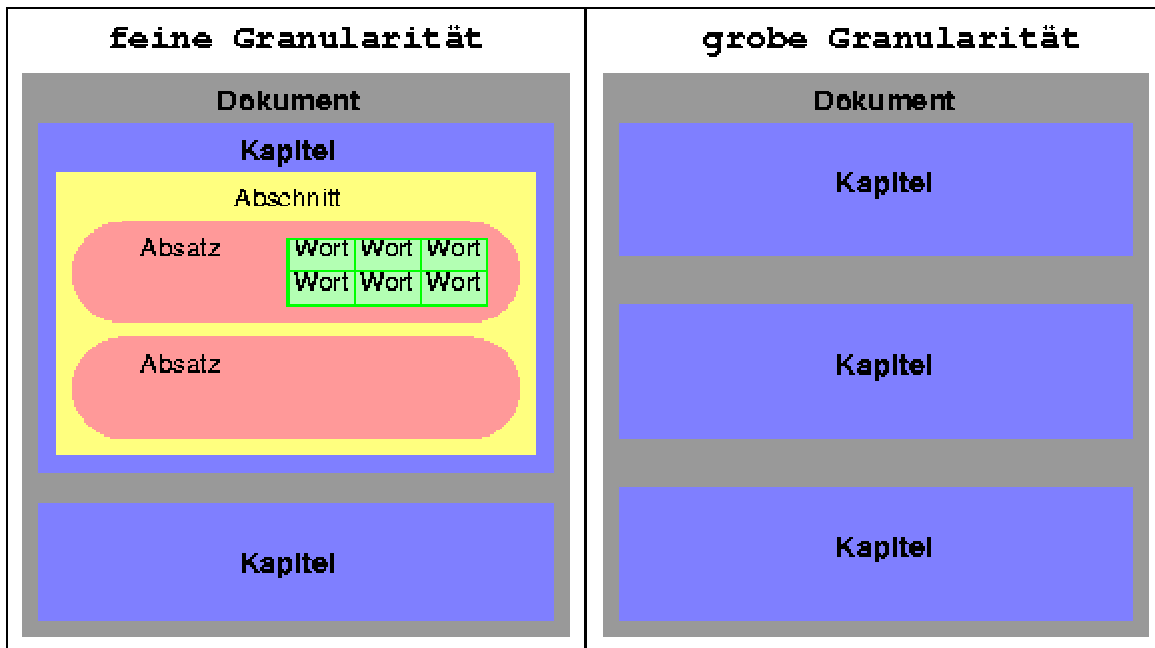 feine Granularität
Dokument
Kapitel
Abschnitt
Absatz
Wort Wort Wort
Wort Wort Wort
Absatz
Kapitel
grobe Granularität
Dokument
Kapitel
Kapitel
Kapitel